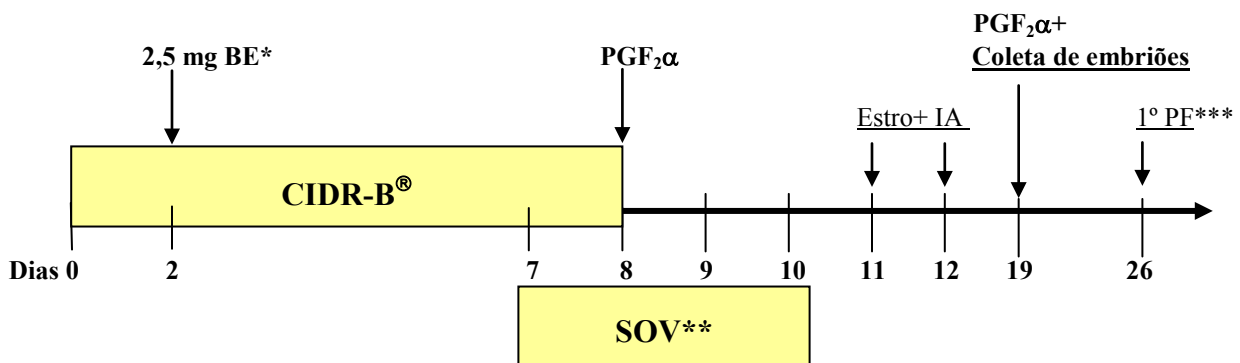 PGF₂α+
2,5 mg BE*
PGF₂α
Coleta de embriões
Estro+ IA
1º PF***
CIDR-B®
Dias 0 2 7 8 9 10 11 12 19 26
SOV**